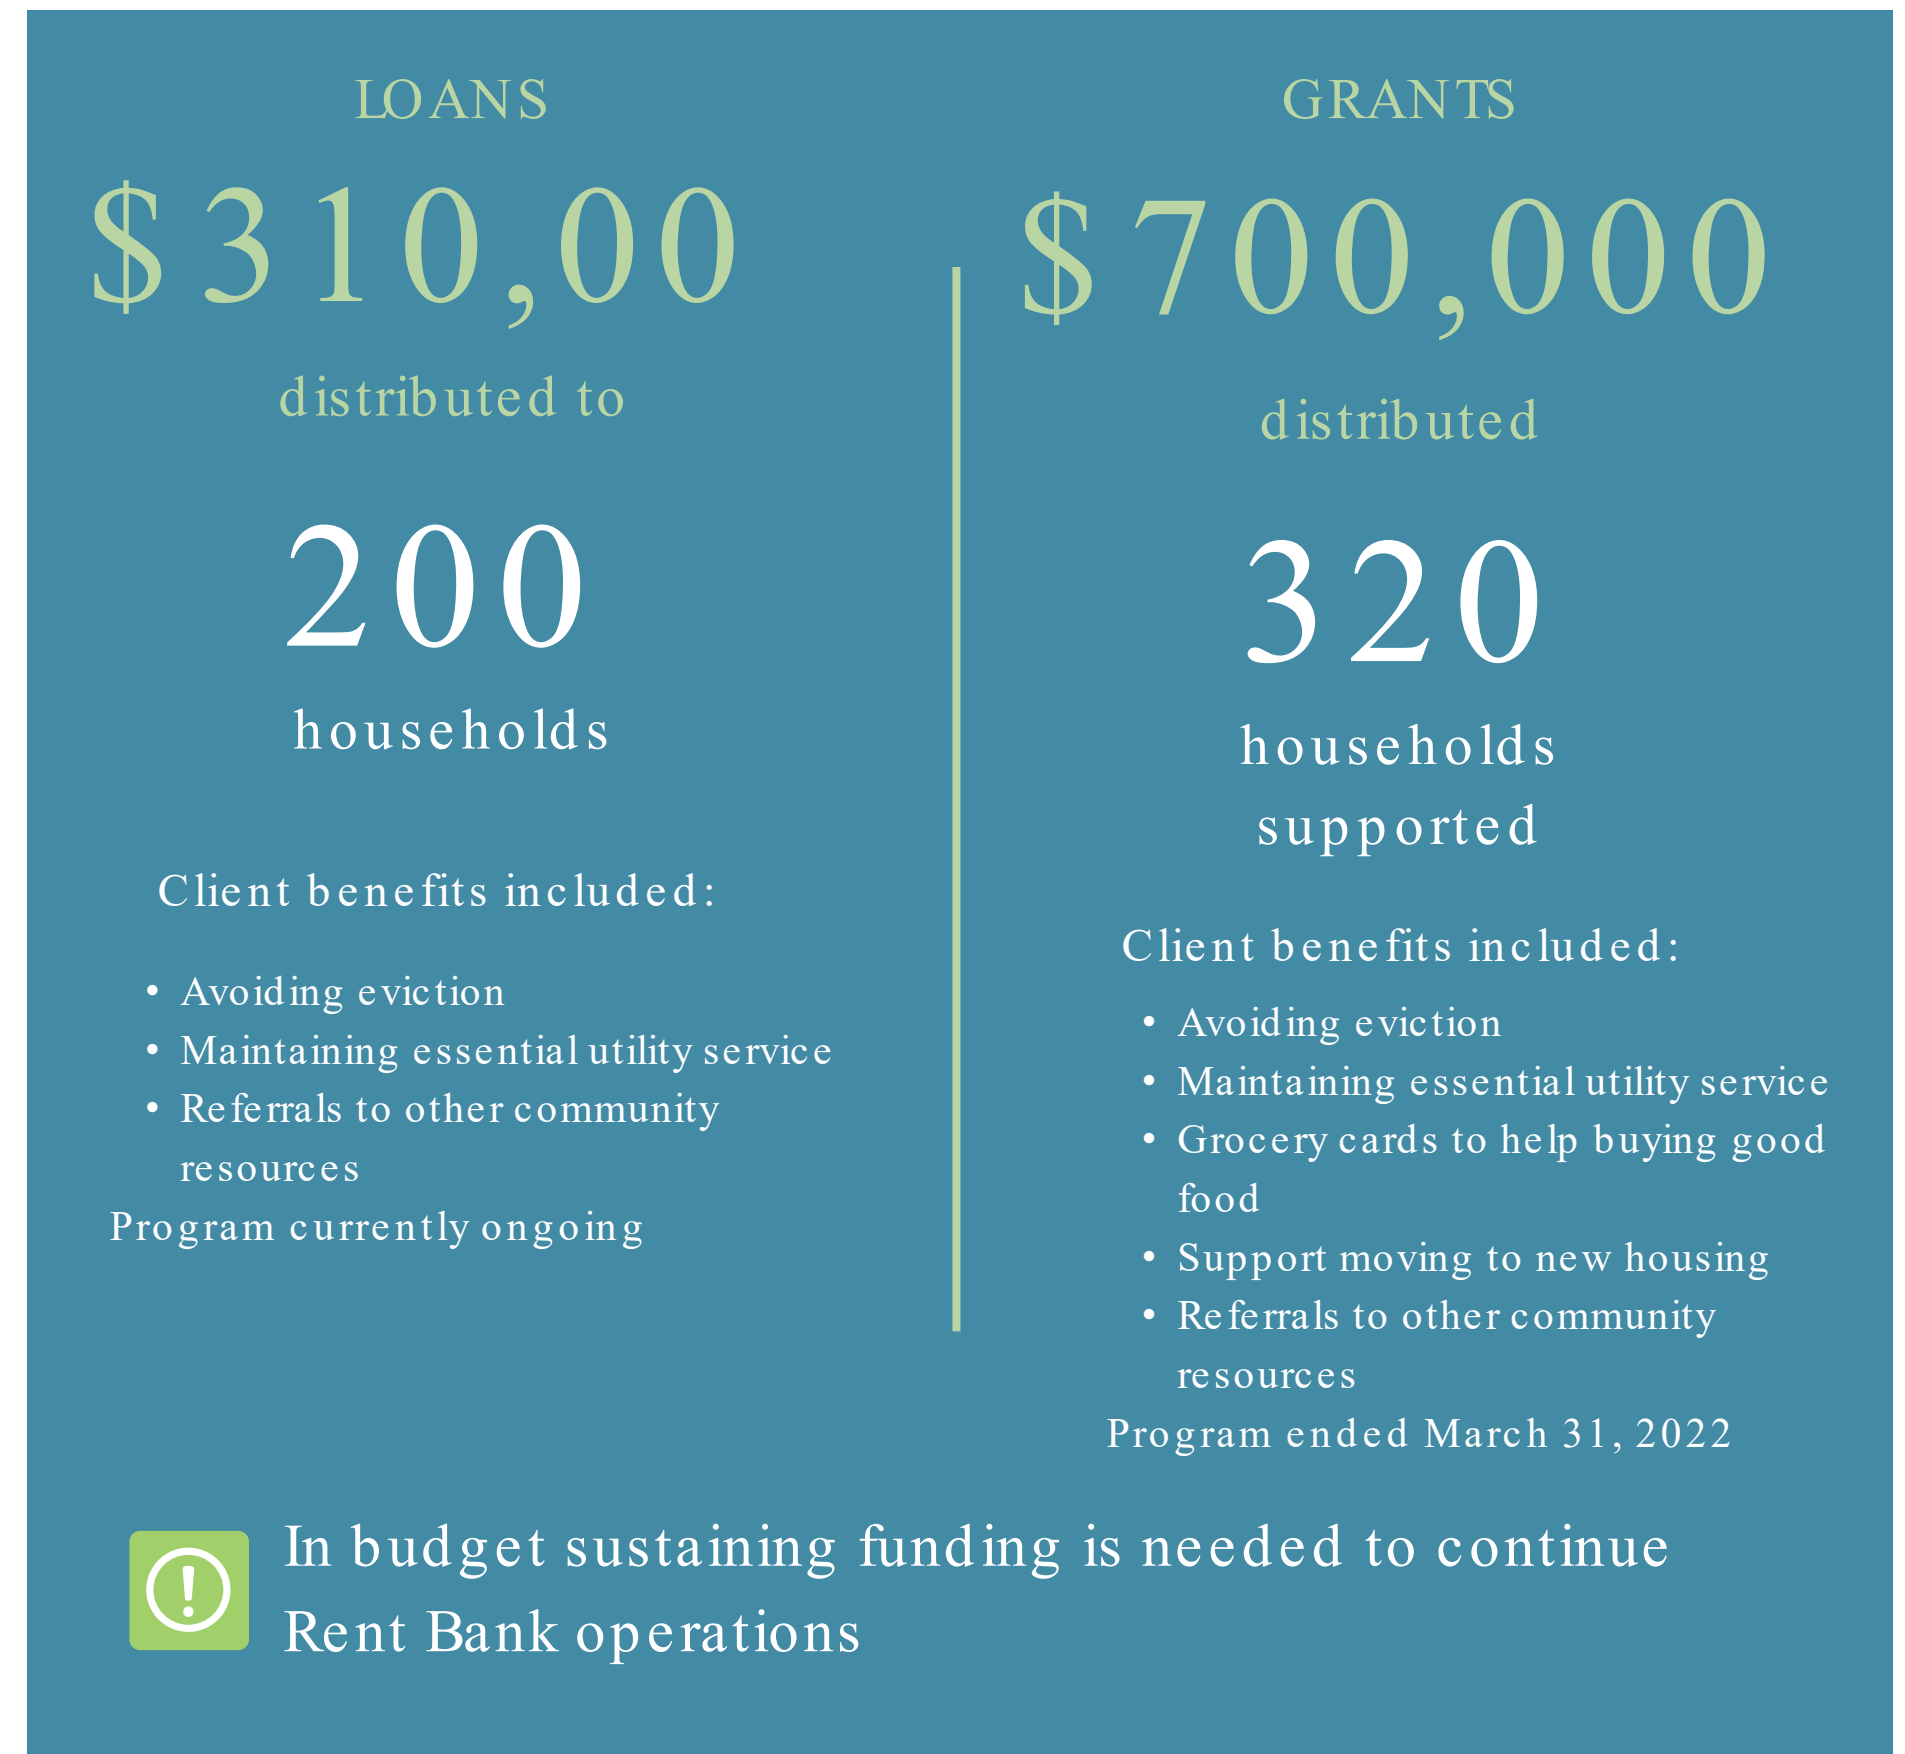 LOANS
$310,00
distributed to
200
households
Client benefits included:
• Avoiding eviction
• Maintaining essential utility service
• Referrals to other community
resources
Program currently ongoing
GRANTS
$700,000
distributed
320
households
supported
Client benefits included:
• Avoiding eviction
• Maintaining essential utility service
• Grocery cards to help buying good
food
• Support moving to new housing
• Referrals to other community
resources
Program ended March 31, 2022
In budget sustaining funding is needed to continue
Rent Bank operations